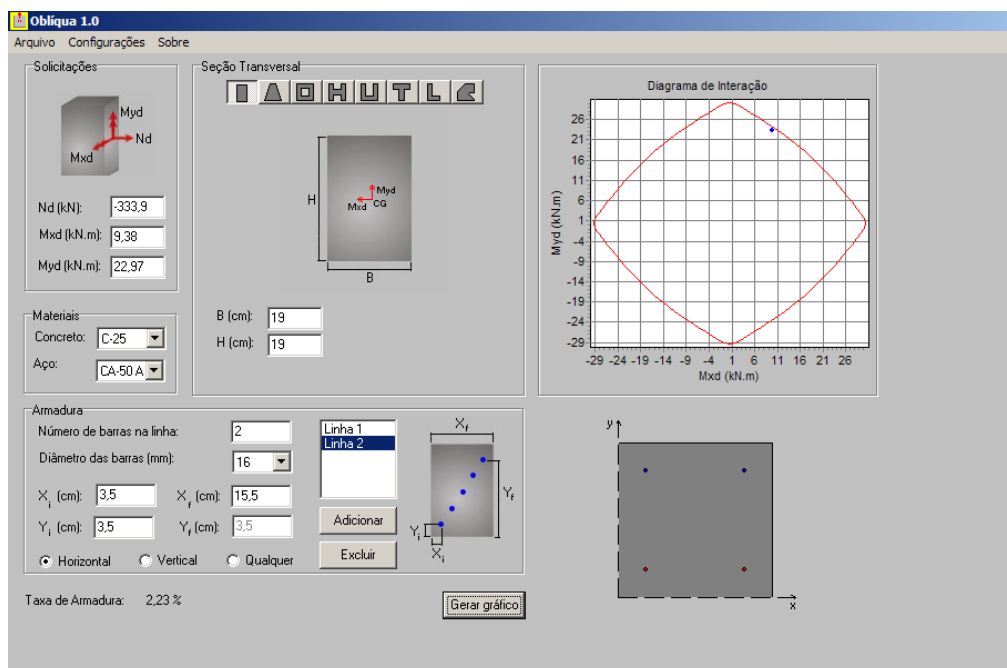 Oblíqua 1.0
Arquivo Configurações Sobre
Solicitações
Myd
Nd
Mxd
Nd (kN): -333,9
Mxd (kN.m): 9,38
Myd (kN.m): 22,97
Materiais
Concreto: C-25
Aço: CA-50 A
Seção Transversal
H
Myd
Mxd CG
B
B (cm): 19
H (cm): 19
Diagrama de Interação
Myd (kN.m)
26
21
16
11
6
1
-4
-9
-14
-19
-24
-29
-29 -24 -19 -14 -9 -4 1 6 11 16 21 26
Mxd (kN.m)
Armadura
Número de barras na linha: 2
Diâmetro das barras (mm): 16
Xi (cm): 3,5 Xf (cm): 15,5
Yi (cm): 3,5 Yf (cm): 3,5
Horizontal Vertical Qualquer
Linha 1
Linha 2
Adicionar
Excluir
Xf
Yf
Yi
Xi
Taxa de Armadura: 2,23 %
Gerar gráfico
y
x